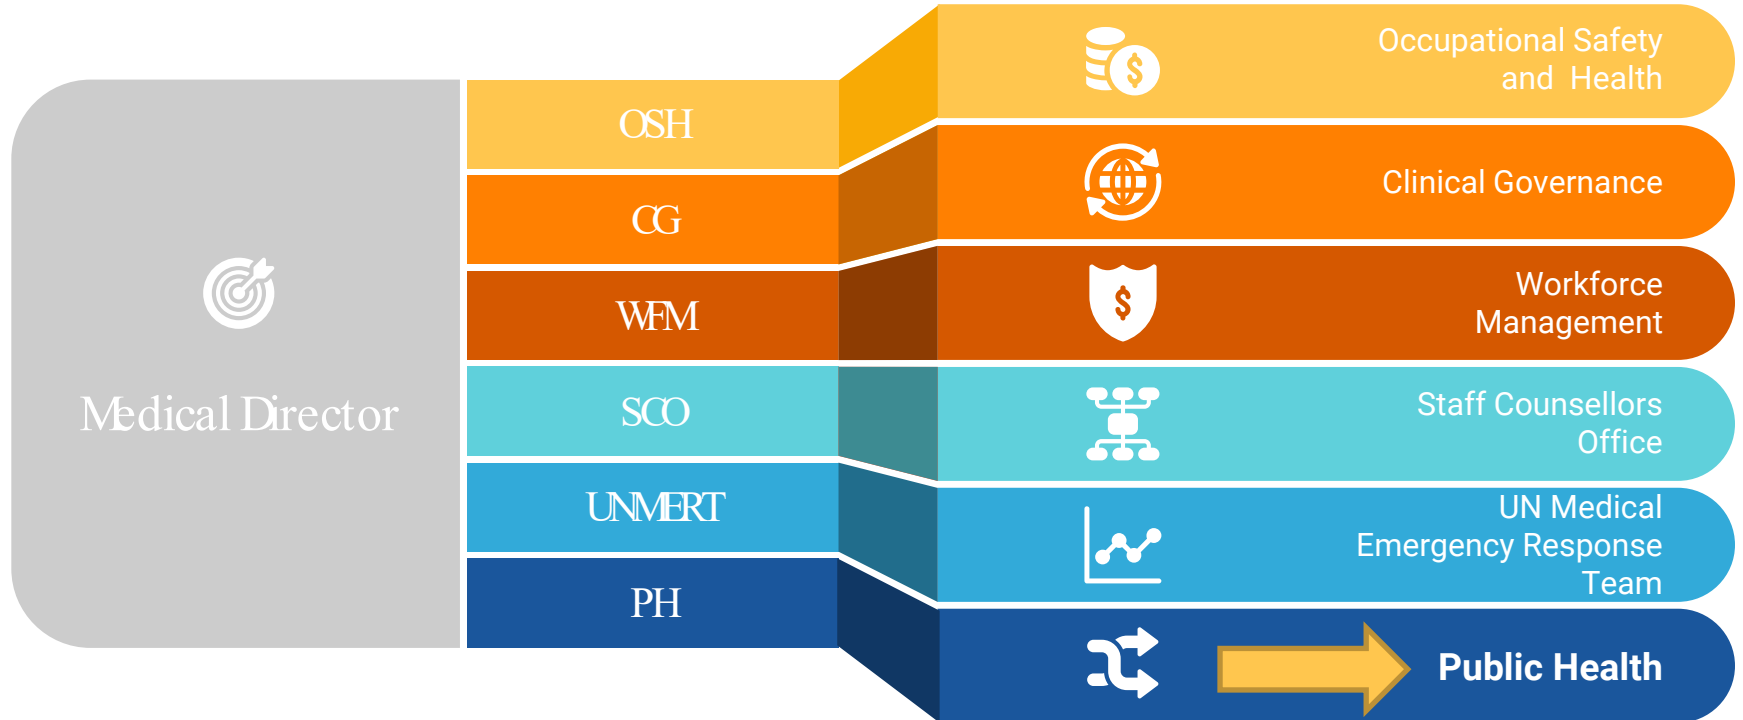 Medical Director
OSH
CG
WFM
SCO
UNMERT
PH
Occupational Safety
and Health
Clinical Governance
Workforce
Management
Staff Counsellors
Office
UN Medical
Emergency Response
Team
Public Health